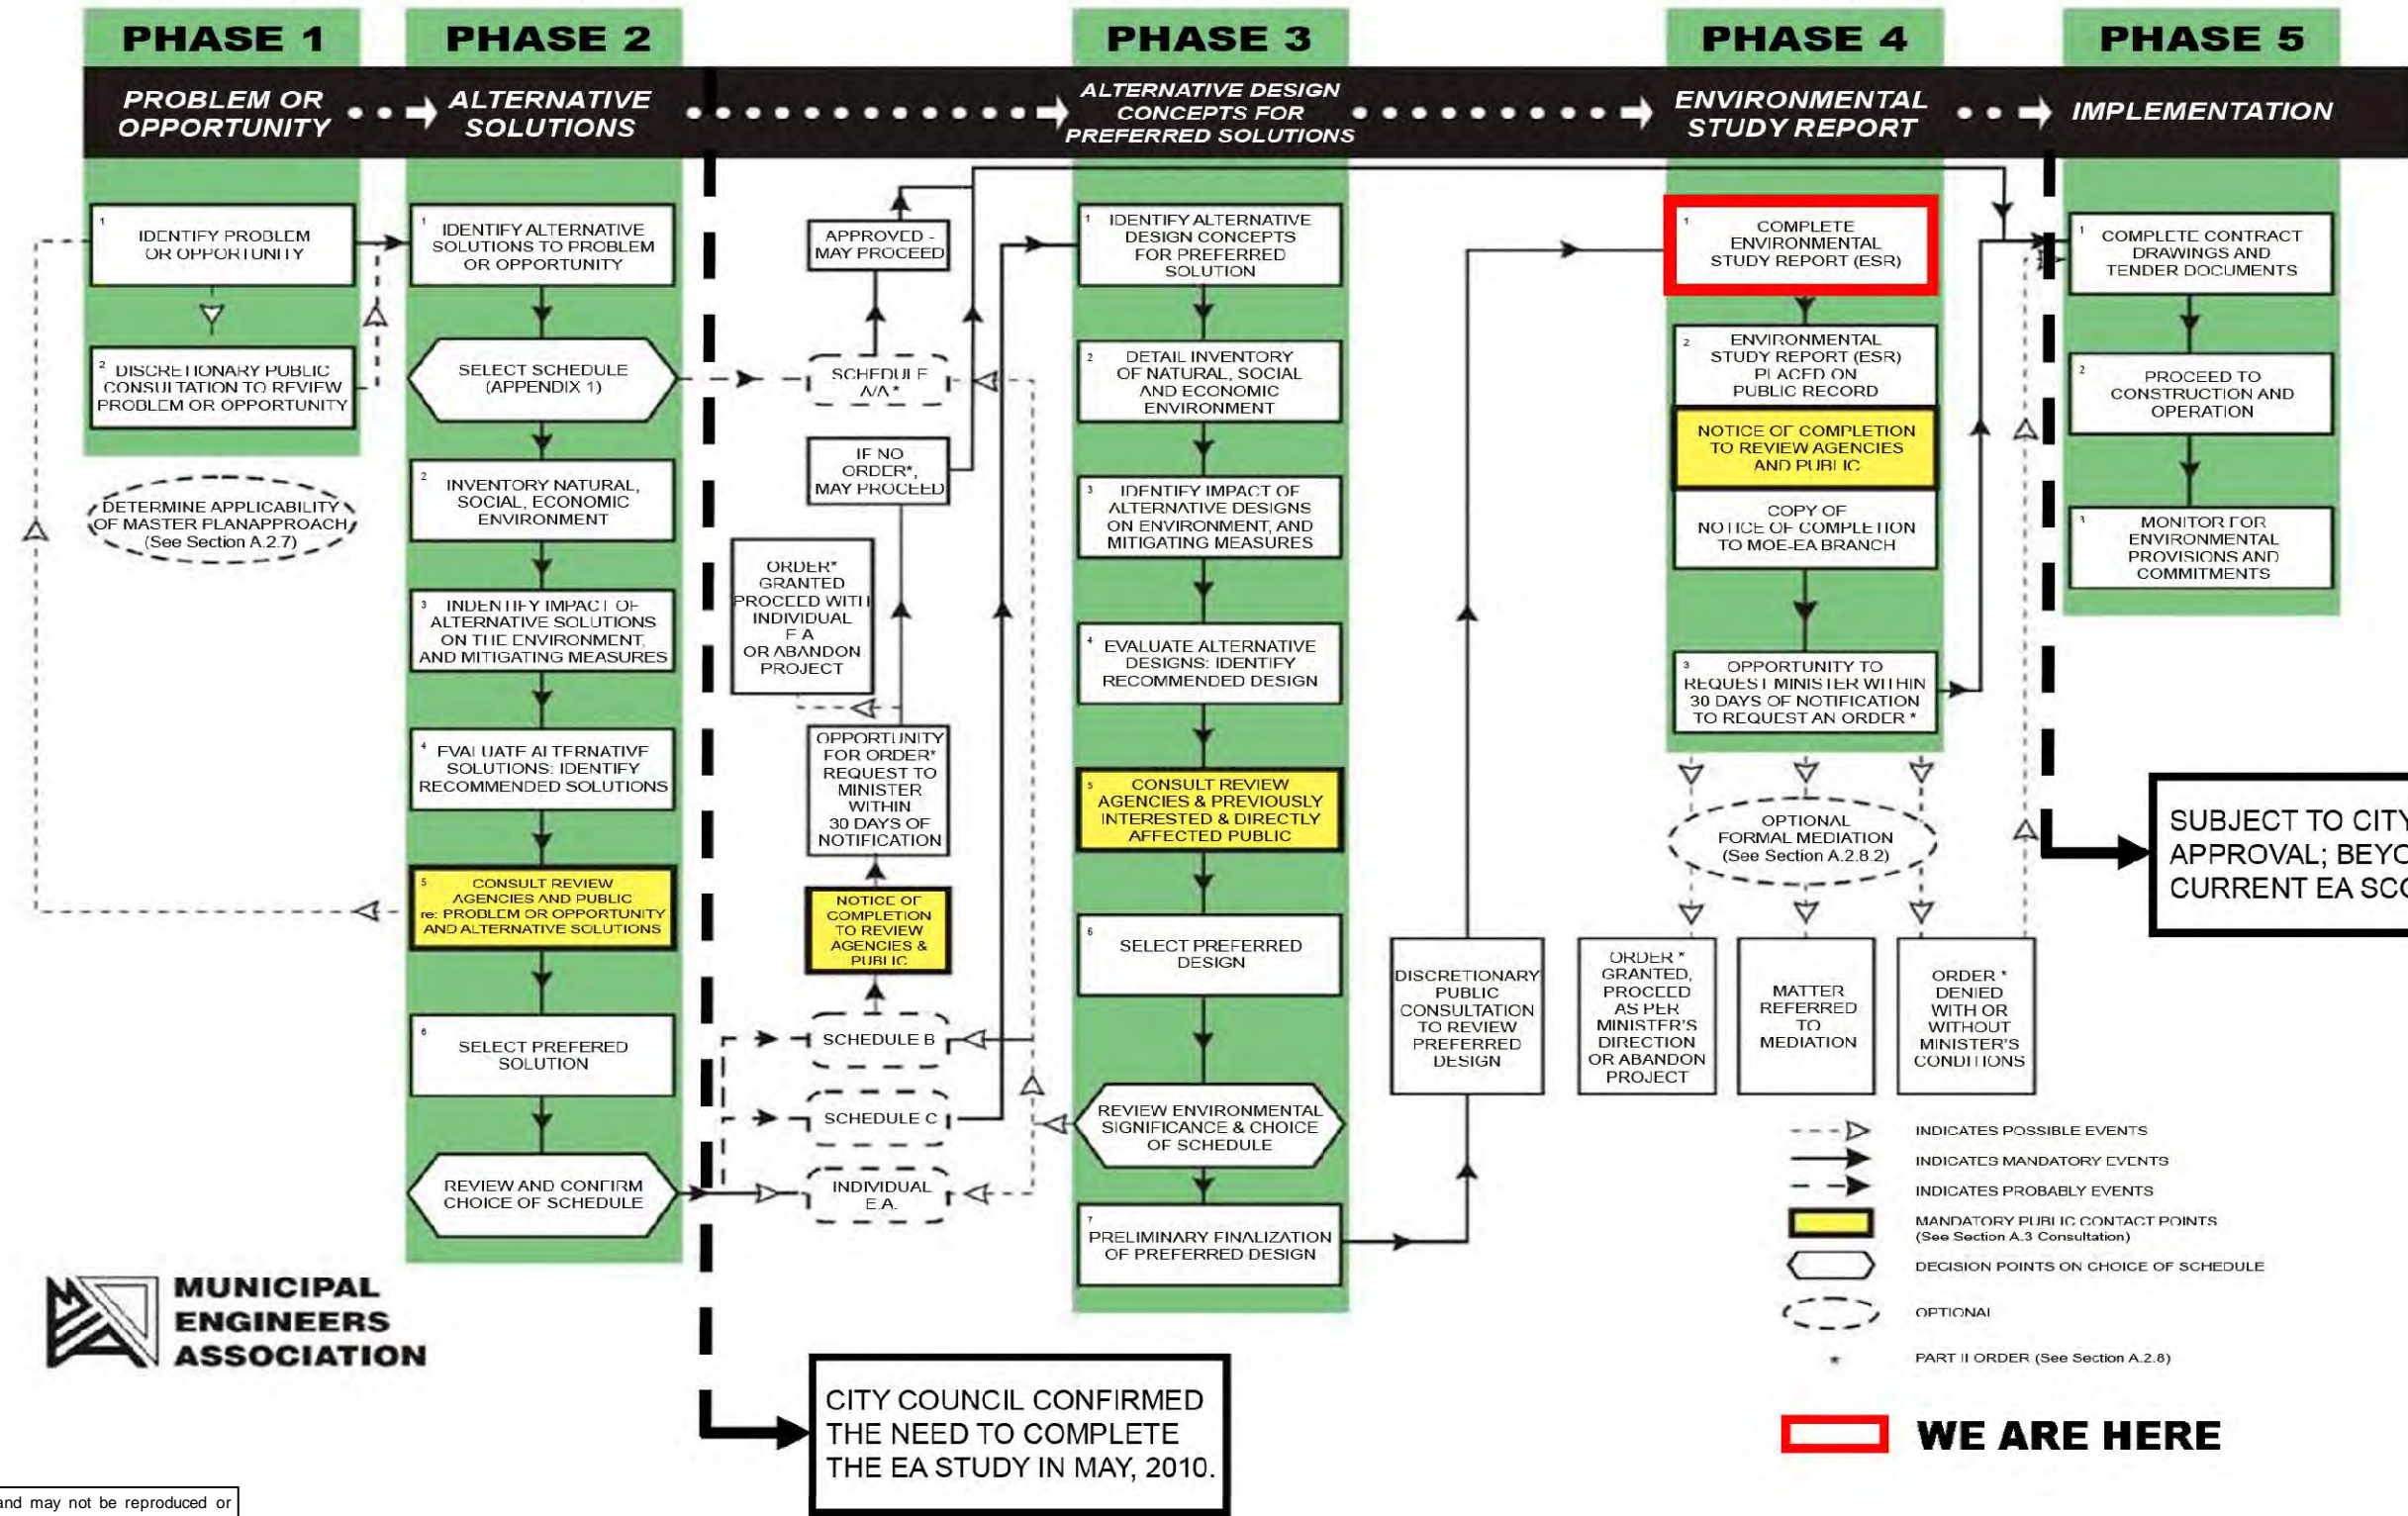 PHASE 1
PHASE 2
PHASE 3
PHASE 4
PHASE 5
PROBLEM OR
OPPORTUNITY
ALTERNATIVE
SOLUTIONS
ALTERNATIVE DESIGN
CONCEPTS FOR
PREFERRED SOLUTIONS
ENVIRONMENTAL
STUDY REPORT
IMPLEMENTATION
1
IDENTIFY PROBLEM
OR OPPORTUNITY
2 DISCRETIONARY PUBLIC
CONSULTATION TO REVIEW
PROBLEM OR OPPORTUNITY
DETERMINE APPLICABILITY
OF MASTER PLANAPPROACH
(See Section A.2.7)
1
IDENTIFY ALTERNATIVE
SOLUTIONS TO PROBLEM
OR OPPORTUNITY
SELECT SCHEDULE
(APPENDIX 1)
2
INVENTORY NATURAL,
SOCIAL, ECONOMIC
ENVIRONMENT
3 INDENTIFY IMPACT OF
ALTERNATIVE SOLUTIONS
ON THE ENVIRONMENT,
AND MITIGATING MEASURES
4 EVALUATE ALTERNATIVE
SOLUTIONS: IDENTIFY
RECOMMENDED SOLUTIONS
5 CONSULT REVIEW
AGENCIES AND PUBLIC
re: PROBLEM OR OPPORTUNITY
AND ALTERNATIVE SOLUTIONS
6
SELECT PREFERED
SOLUTION
REVIEW AND CONFIRM
CHOICE OF SCHEDULE
APPROVED -
MAY PROCEED
SCHEDULE
A/A *
IF NO
ORDER*,
MAY PROCEED
ORDER*
GRANTED
PROCEED WITH
INDIVIDUAL
E A
OR ABANDON
PROJECT
OPPORTUNITY
FOR ORDER*
REQUEST TO
MINISTER
WITHIN
30 DAYS OF
NOTIFICATION
NOTICE OF
COMPLETION
TO REVIEW
AGENCIES &
PUBLIC
SCHEDULE B
SCHEDULE C
INDIVIDUAL
E.A.
1 IDENTIFY ALTERNATIVE
DESIGN CONCEPTS
FOR PREFERRED
SOLUTION
2 DETAIL INVENTORY
OF NATURAL, SOCIAL
AND ECONOMIC
ENVIRONMENT
3 IDENTIFY IMPACT OF
ALTERNATIVE DESIGNS
ON ENVIRONMENT, AND
MITIGATING MEASURES
4 EVALUATE ALTERNATIVE
DESIGNS: IDENTIFY
RECOMMENDED DESIGN
5 CONSULT REVIEW
AGENCIES & PREVIOUSLY
INTERESTED & DIRECTLY
AFFECTED PUBLIC
6
SELECT PREFERRED
DESIGN
REVIEW ENVIRONMENTAL
SIGNIFICANCE & CHOICE
OF SCHEDULE
7
PRELIMINARY FINALIZATION
OF PREFERRED DESIGN
DISCRETIONARY
PUBLIC
CONSULTATION
TO REVIEW
PREFERRED
DESIGN
1 COMPLETE
ENVIRONMENTAL
STUDY REPORT (ESR)
2 ENVIRONMENTAL
STUDY REPORT (ESR)
PLACED ON
PUBLIC RECORD
NOTICE OF COMPLETION
TO REVIEW AGENCIES
AND PUBLIC
COPY OF
NOTICE OF COMPLETION
TO MOE-EA BRANCH
3 OPPORTUNITY TO
REQUEST MINISTER WITHIN
30 DAYS OF NOTIFICATION
TO REQUEST AN ORDER *
OPTIONAL
FORMAL MEDIATION
(See Section A.2.8.2)
ORDER *
GRANTED,
PROCEED
AS PER
MINISTER'S
DIRECTION
OR ABANDON
PROJECT
MATTER
REFERRED
TO
MEDIATION
ORDER *
DENIED
WITH OR
WITHOUT
MINISTER'S
CONDITIONS
1 COMPLETE CONTRACT
DRAWINGS AND
TENDER DOCUMENTS
2 PROCEED TO
CONSTRUCTION AND
OPERATION
3 MONITOR FOR
ENVIRONMENTAL
PROVISIONS AND
COMMITMENTS
SUBJECT TO CITY
APPROVAL;
CURRENT EA
INDICATES POSSIBLE EVENTS
INDICATES MANDATORY EVENTS
INDICATES PROBABLY EVENTS
MANDATORY PUBLIC CONTACT POINTS
(See Section A.3 Consultation)
DECISION POINTS ON CHOICE OF SCHEDULE
OPTIONAL
* PART II ORDER (See Section A.2.8)
WE ARE HERE
MUNICIPAL
ENGINEERS
ASSOCIATION
CITY COUNCIL CONFIRMED
THE NEED TO COMPLETE
THE EA STUDY IN MAY, 2010.
and may not be reproduced or